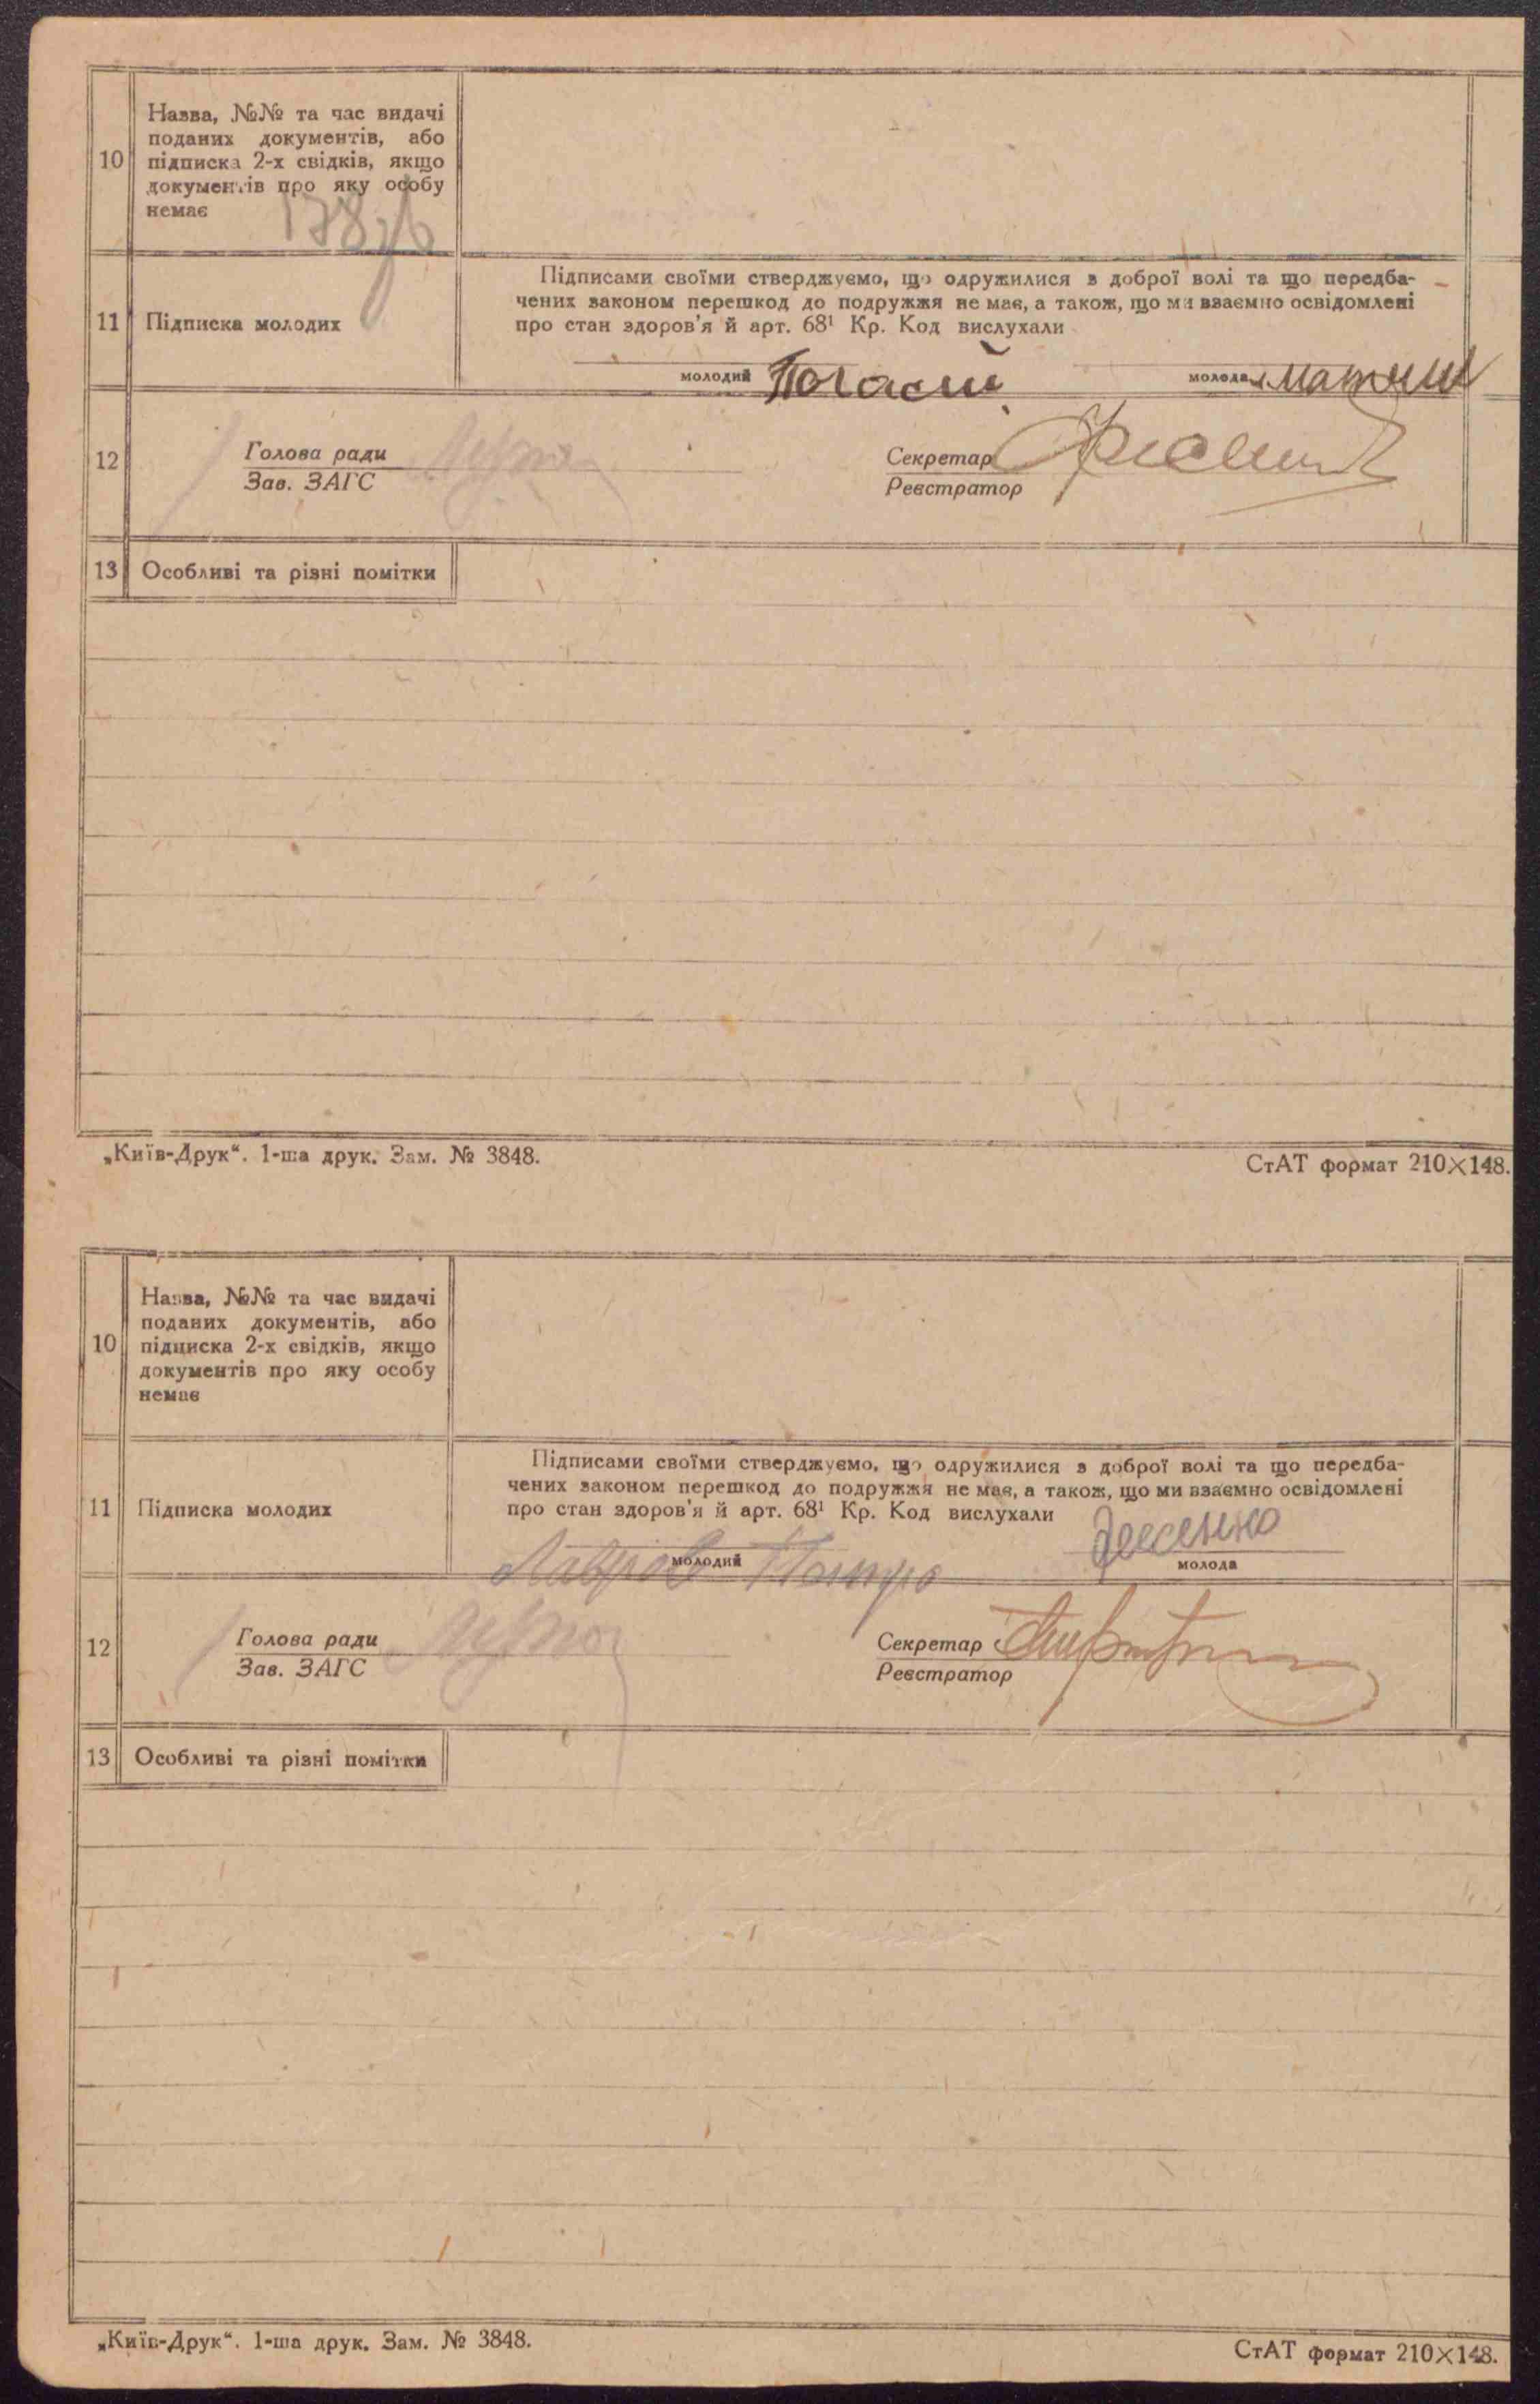 10
Назва, №№ та час видачі
поданих документів, або
підписка 2-х свідків, якщо
документів про яку особу
немає
11
Підписка молодих
Підписами своїми стверджуємо, що одружилися з доброї волі та що передба-
чених законом перешкод до подружжя не має, а також, що ми взаємно освідомлені
про стан здоров'я й арт. 68¹ Кр. Код вислухали
молодий
молода
12
Голова ради
Зав. ЗАГС
Секретар
Реєстратор
13
Особливі та різні помітки
„Київ-Друк“. 1-ша друк. Зам. № 3848.
СтАТ формат 210×148.
10
Назва, №№ та час видачі
поданих документів, або
підписка 2-х свідків, якщо
документів про яку особу
немає
11
Підписка молодих
Підписами своїми стверджуємо, що одружилися з доброї волі та що передба-
чених законом перешкод до подружжя не має, а також, що ми взаємно освідомлені
про стан здоров'я й арт. 68¹ Кр. Код вислухали
молодий
молода
12
Голова ради
Зав. ЗАГС
Секретар
Реєстратор
13
Особливі та різні помітки
„Київ-Друк“. 1-ша друк. Зам. № 3848.
СтАТ формат 210×148.